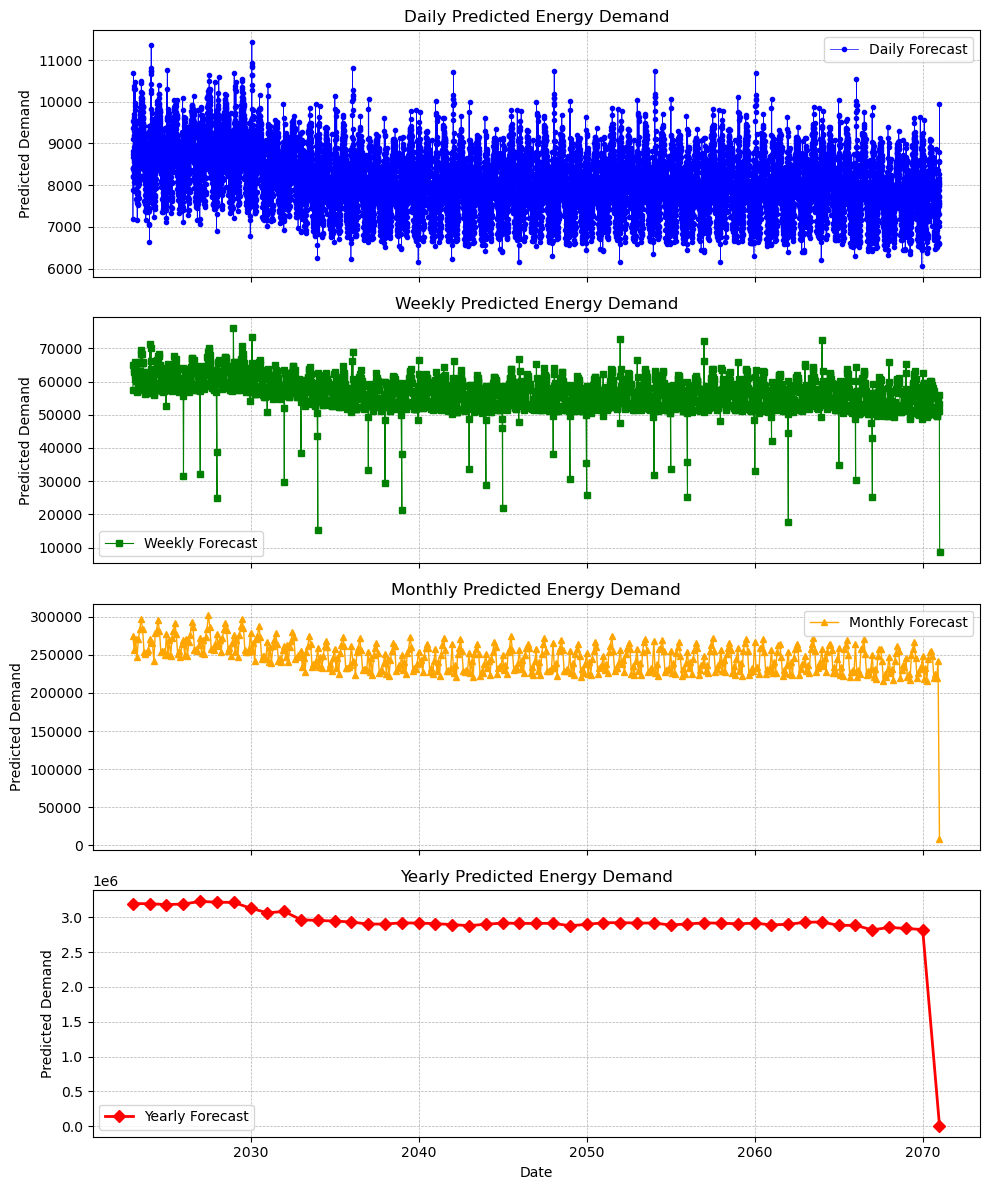 Daily Predicted Energy Demand
Predicted Demand
11000
10000
9000
8000
7000
6000
Daily Forecast
Weekly Predicted Energy Demand
Predicted Demand
70000
60000
50000
40000
30000
20000
10000
Weekly Forecast
Monthly Predicted Energy Demand
Predicted Demand
300000
250000
200000
150000
100000
50000
0
Monthly Forecast
Yearly Predicted Energy Demand
1e6
Predicted Demand
3.0
2.5
2.0
1.5
1.0
0.5
0.0
Yearly Forecast
2030 2040 2050 2060 2070
Date